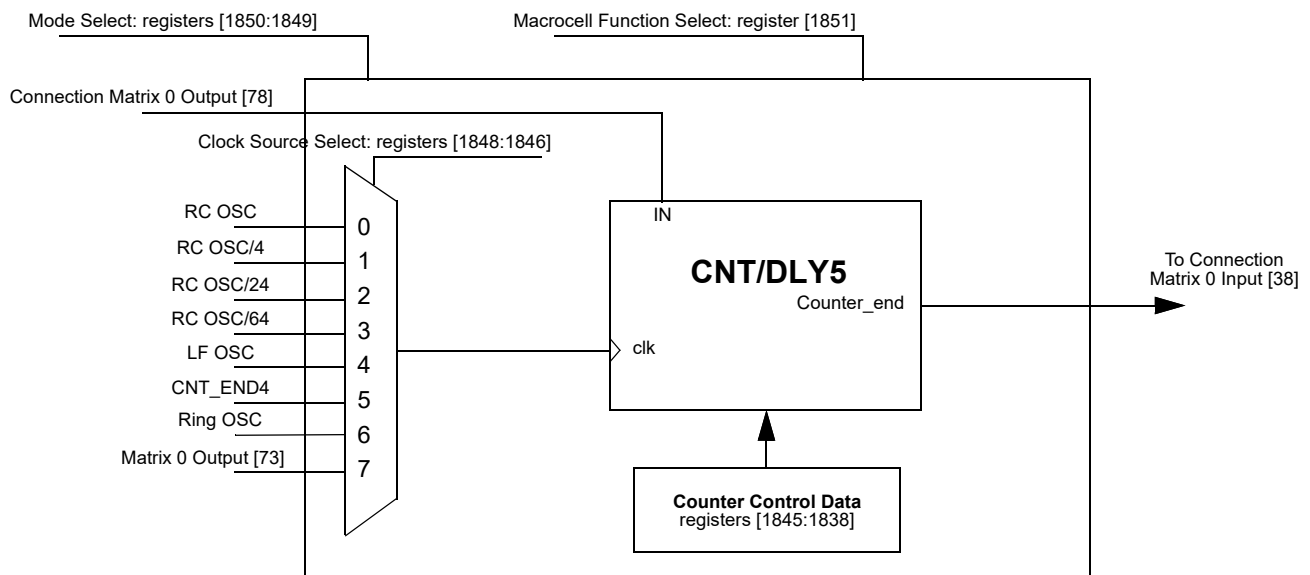 Mode Select: registers [1850:1849]
Macrocell Function Select: register [1851]
Connection Matrix 0 Output [78]
Clock Source Select: registers [1848:1846]
RC OSC
0
RC OSC/4
1
RC OSC/24
2
RC OSC/64
3
LF OSC
4
CNT_END4
5
Ring OSC
6
Matrix 0 Output [73]
7
IN
CNT/DLY5
Counter_end
clk
To Connection
Matrix 0 Input [38]
Counter Control Data
registers [1845:1838]